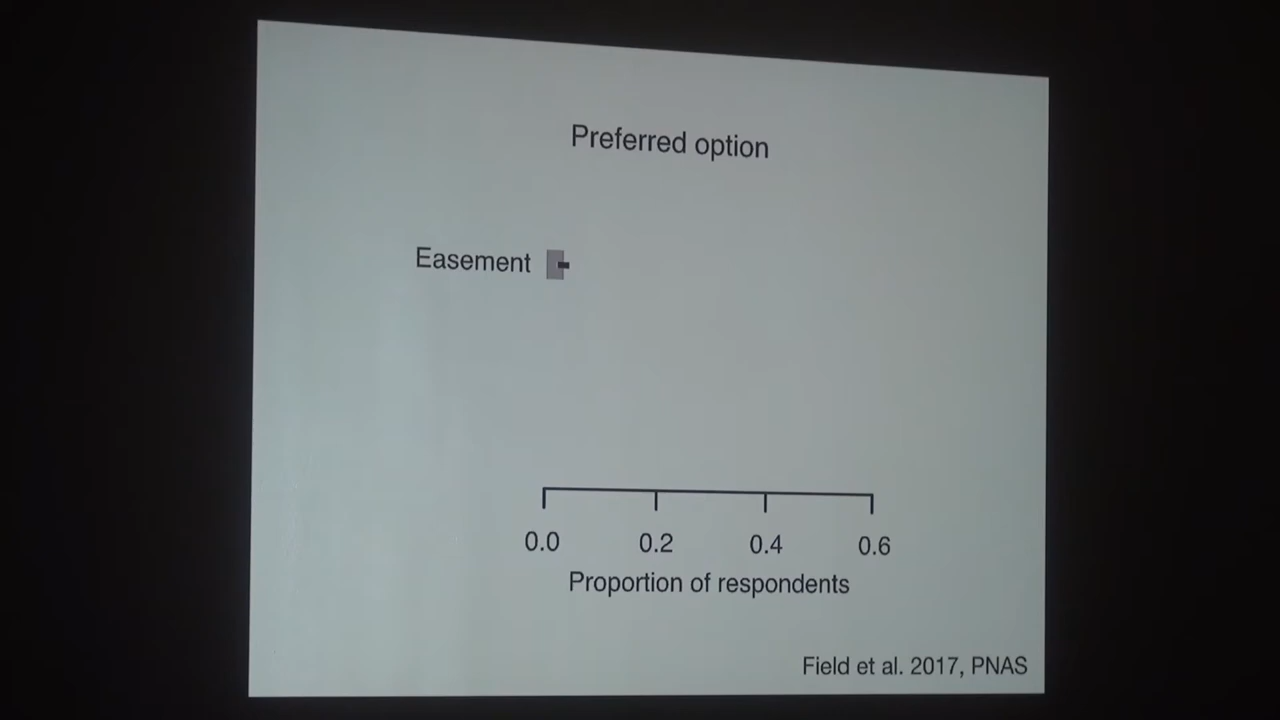 Preferred option
Easement
0.0 0.2 0.4 0.6
Proportion of respondents
Field et al. 2017, PNAS